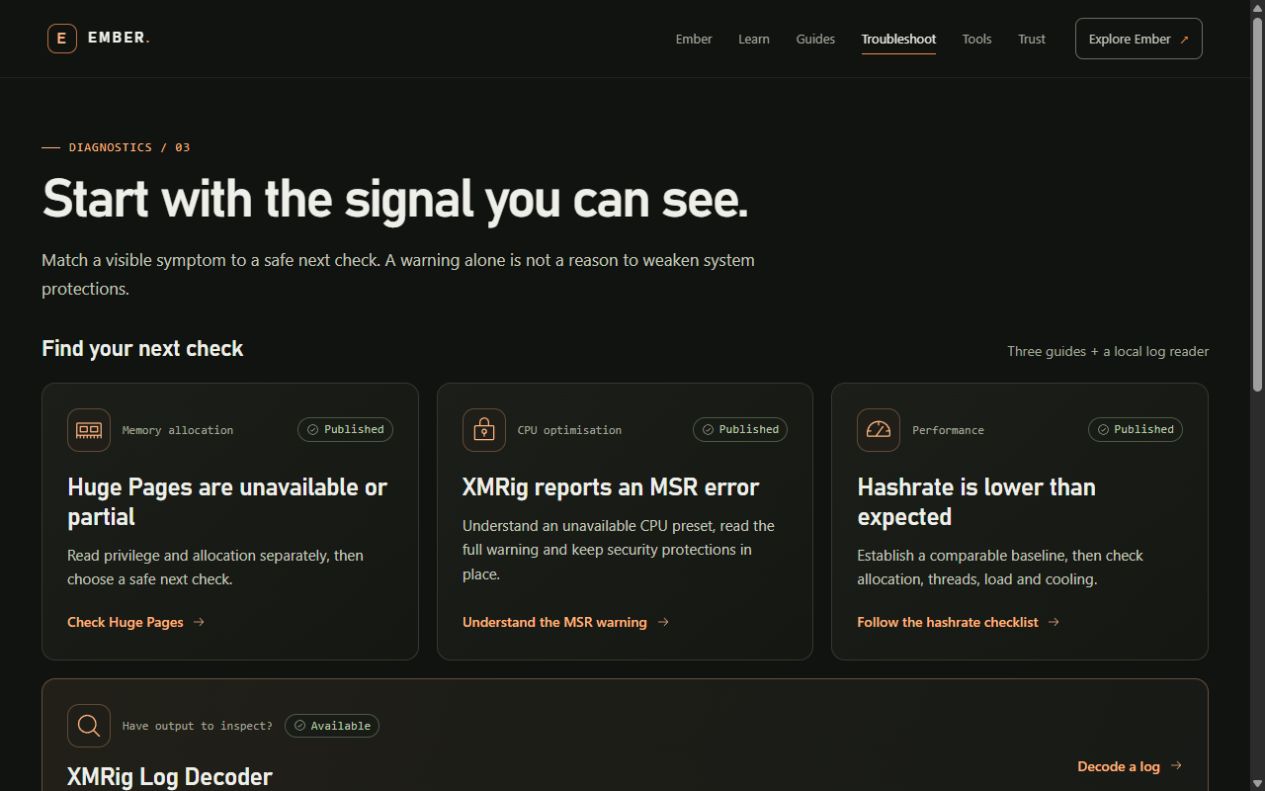 E EMBER.
Ember Learn Guides Troubleshoot Tools Trust Explore Ember ↗
DIAGNOSTICS / 03
Start with the signal you can see.
Match a visible symptom to a safe next check. A warning alone is not a reason to weaken system
protections.
Find your next check
Three guides + a local log reader
Memory allocation
Published
Huge Pages are unavailable or
partial
Read privilege and allocation separately, then
choose a safe next check.
Check Huge Pages →
CPU optimisation
Published
XMRig reports an MSR error
Understand an unavailable CPU preset, read the
full warning and keep security protections in
place.
Understand the MSR warning →
Performance
Published
Hashrate is lower than
expected
Establish a comparable baseline, then check
allocation, threads, load and cooling.
Follow the hashrate checklist →
Have output to inspect?
Available
XMRig Log Decoder
Decode a log →